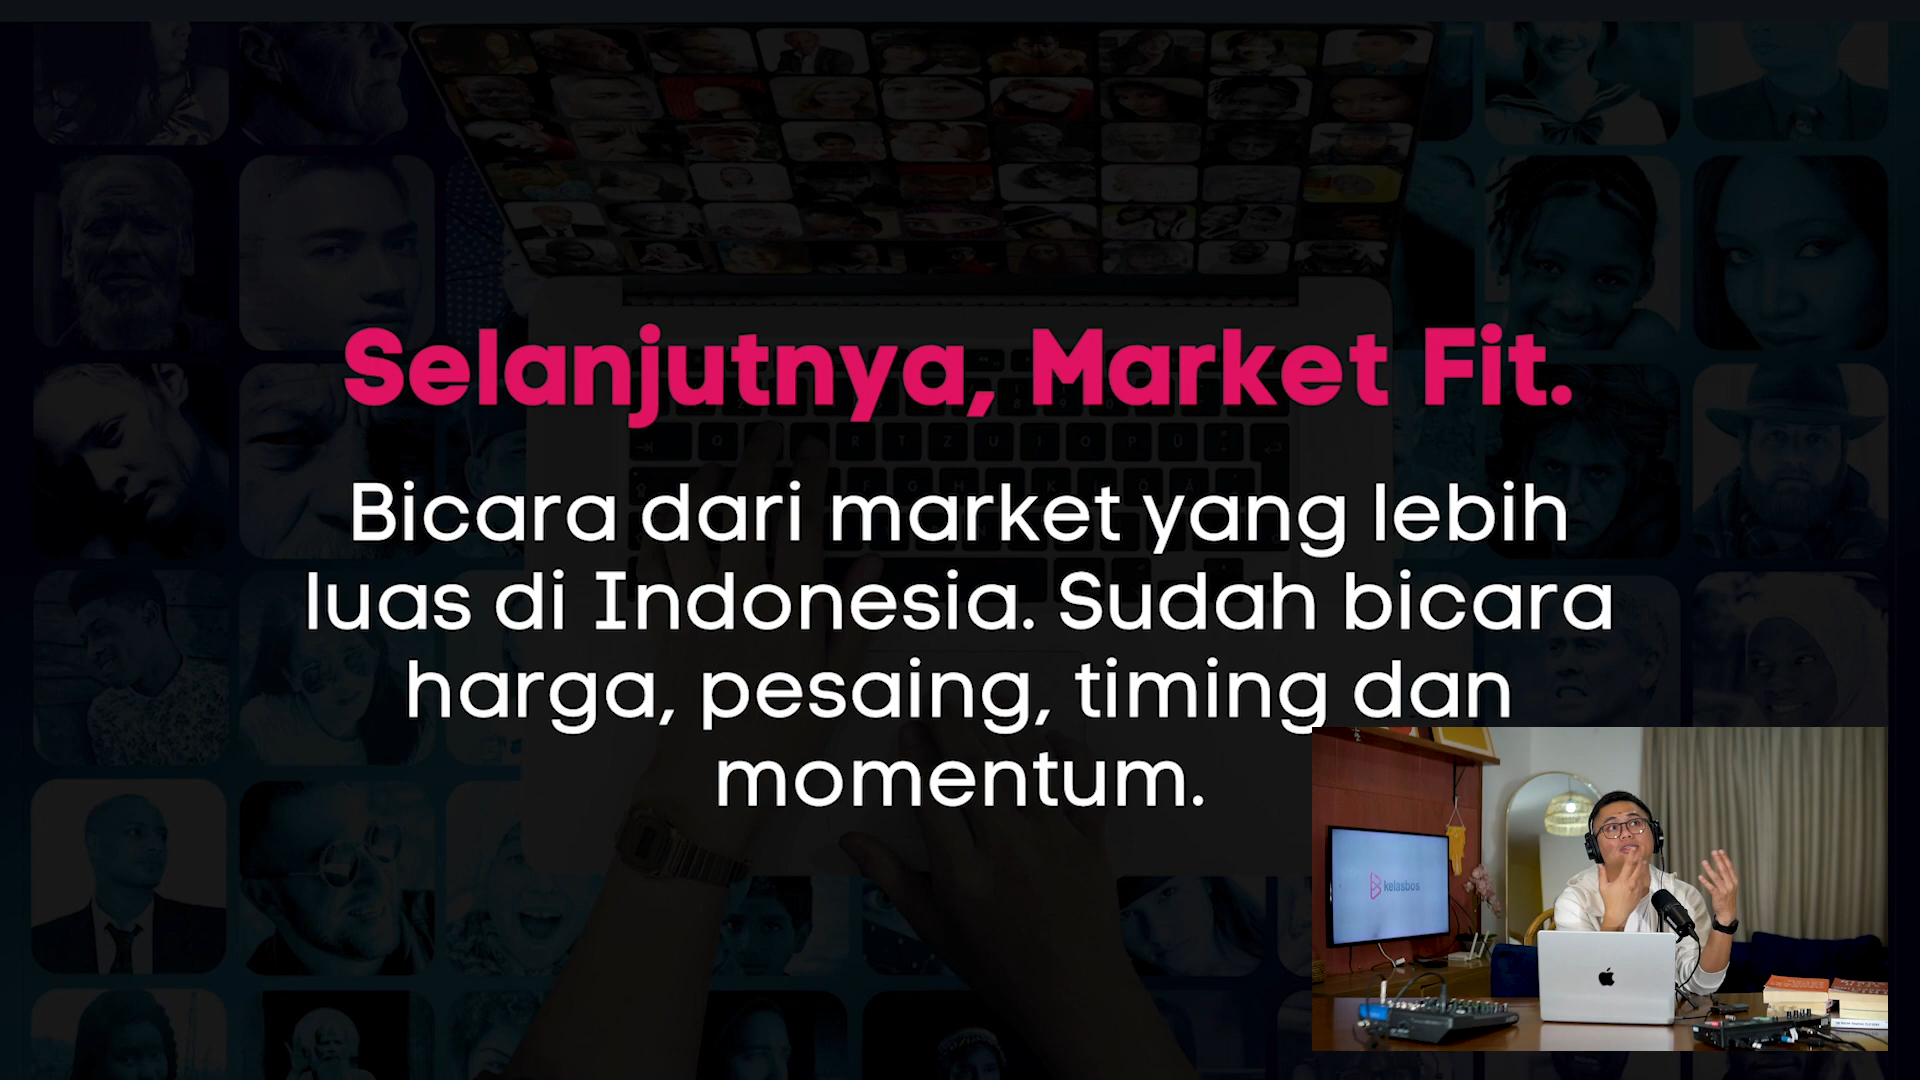 Selanjutnya, Market Fit.
Bicara dari market yang lebih
luas di Indonesia. Sudah bicara
harga, pesaing, timing dan
momentum.
kelasbos